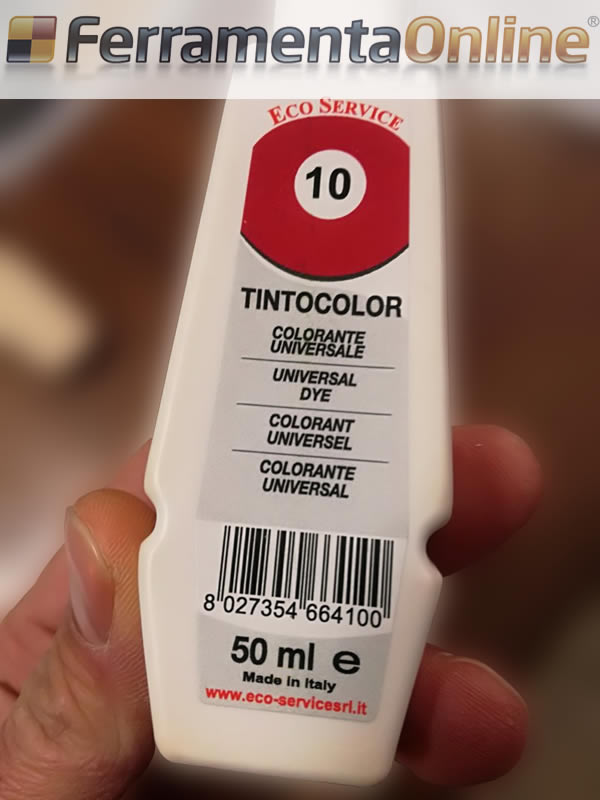 FerramentaOnline®
ECO SERVICE
10
TINTOCOLOR
COLORANTE
UNIVERSALE
UNIVERSAL
DYE
COLORANT
UNIVERSEL
COLORANTE
UNIVERSAL
8 027354 664100
50 ml e
Made in Italy
www.eco-servicesrl.it